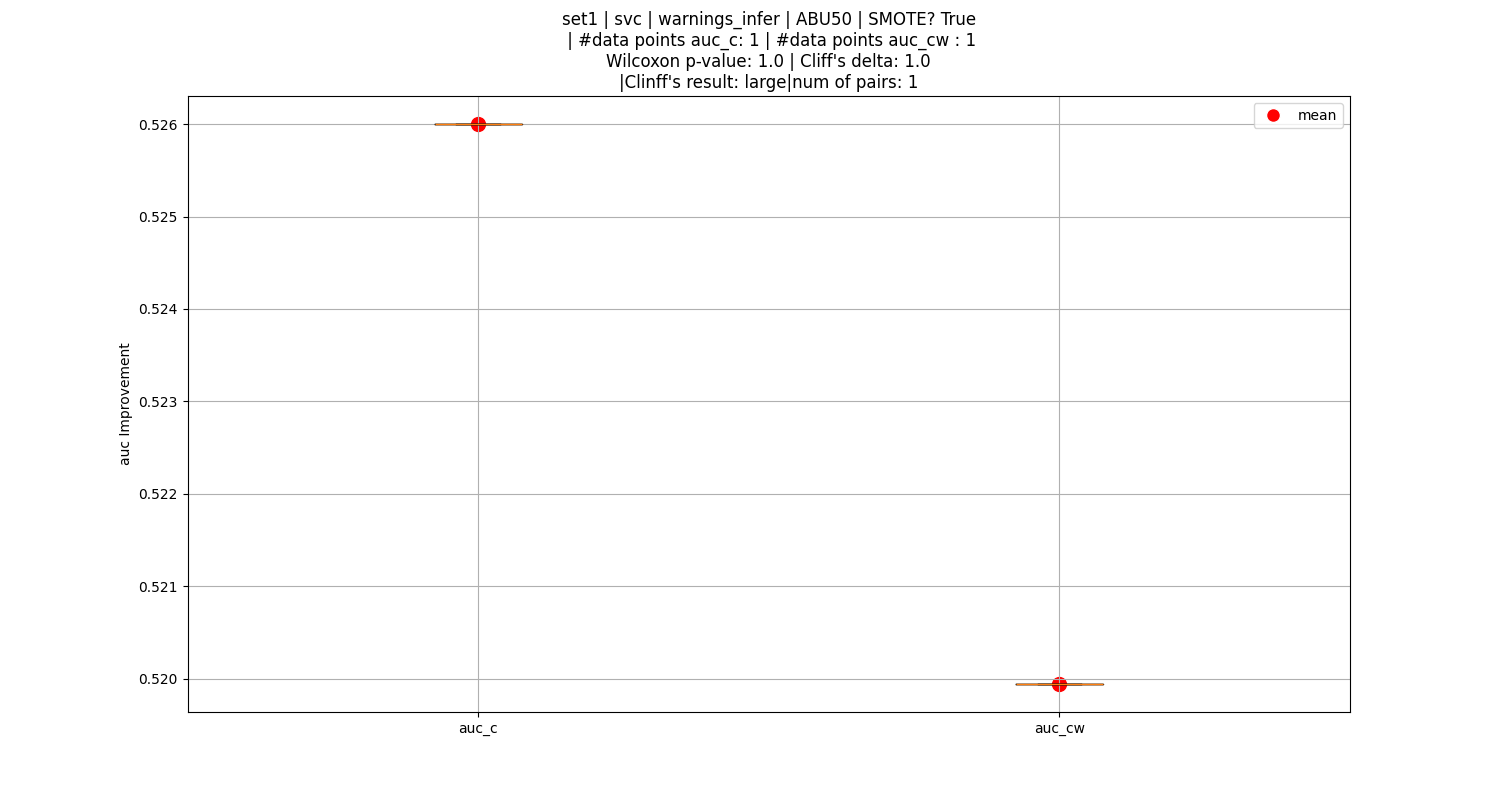 set1 | svc | warnings_infer | ABU50 | SMOTE? True
| #data points auc_c: 1 | #data points auc_cw : 1
Wilcoxon p-value: 1.0 | Cliff's delta: 1.0
|Clinff's result: large|num of pairs: 1
mean
0.526
0.525
0.524
0.523
0.522
0.521
0.520
auc Improvement
auc_c
auc_cw